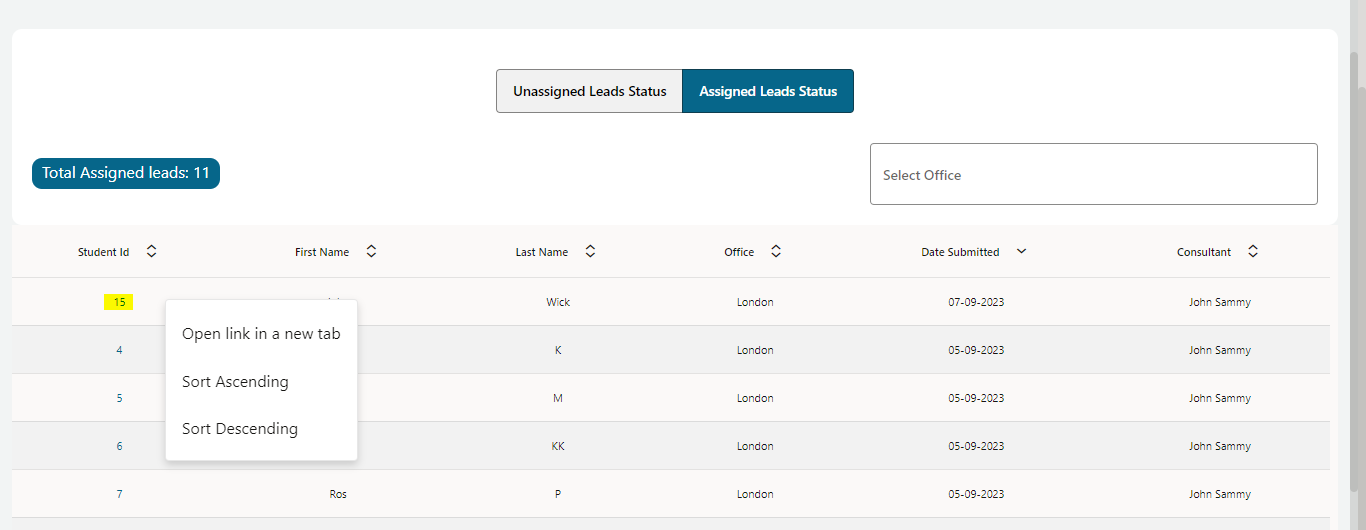 Unassigned Leads Status Assigned Leads Status
Total Assigned leads: 11
Select Office
Student Id First Name Last Name Office Date Submitted Consultant
15 Wick London 07-09-2023 John Sammy
Open link in a new tab
4 K London 05-09-2023 John Sammy
Sort Ascending
5 M London 05-09-2023 John Sammy
Sort Descending
6 KK London 05-09-2023 John Sammy
7 Ros P London 05-09-2023 John Sammy